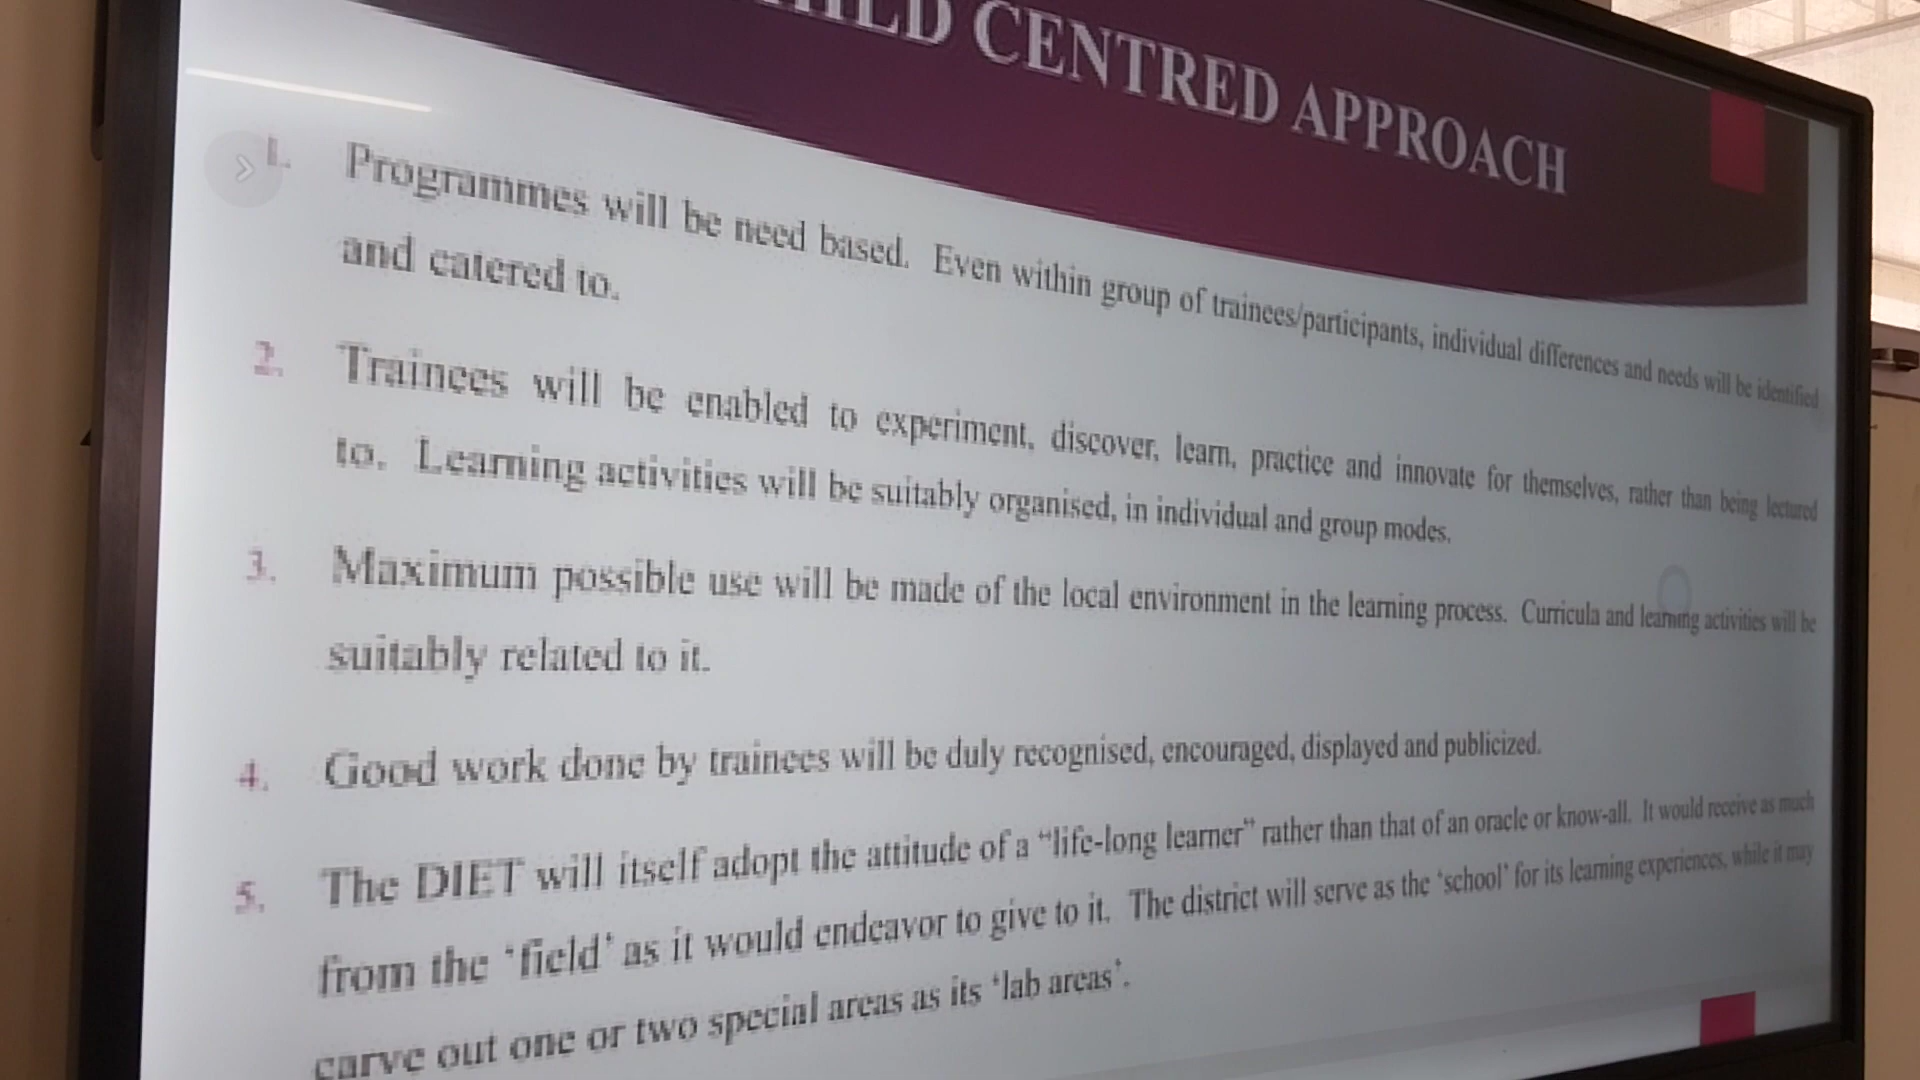 CENTRED APPROACH
1. Programmes will be need based. Even within group of trainees/participants, individual differences and needs will be identified
and catered to.
2. Trainees will be enabled to experiment, discover, learn, practice and innovate for themselves, rather than being lectured
to. Learning activities will be suitably organised, in individual and group modes.
3. Maximum possible use will be made of the local environment in the learning process. Curricula and learning activities will be
suitably related to it.
4. Good work done by trainees will be duly recognised, encouraged, displayed and publicized.
5. The DIET will itself adopt the attitude of a “life-long learner” rather than that of an oracle or know-all. It would receive as much
from the ‘field’ as it would endeavor to give to it. The district will serve as the ‘school’ for its learning experiences, while it may
carve out one or two special areas as its ‘lab areas’.